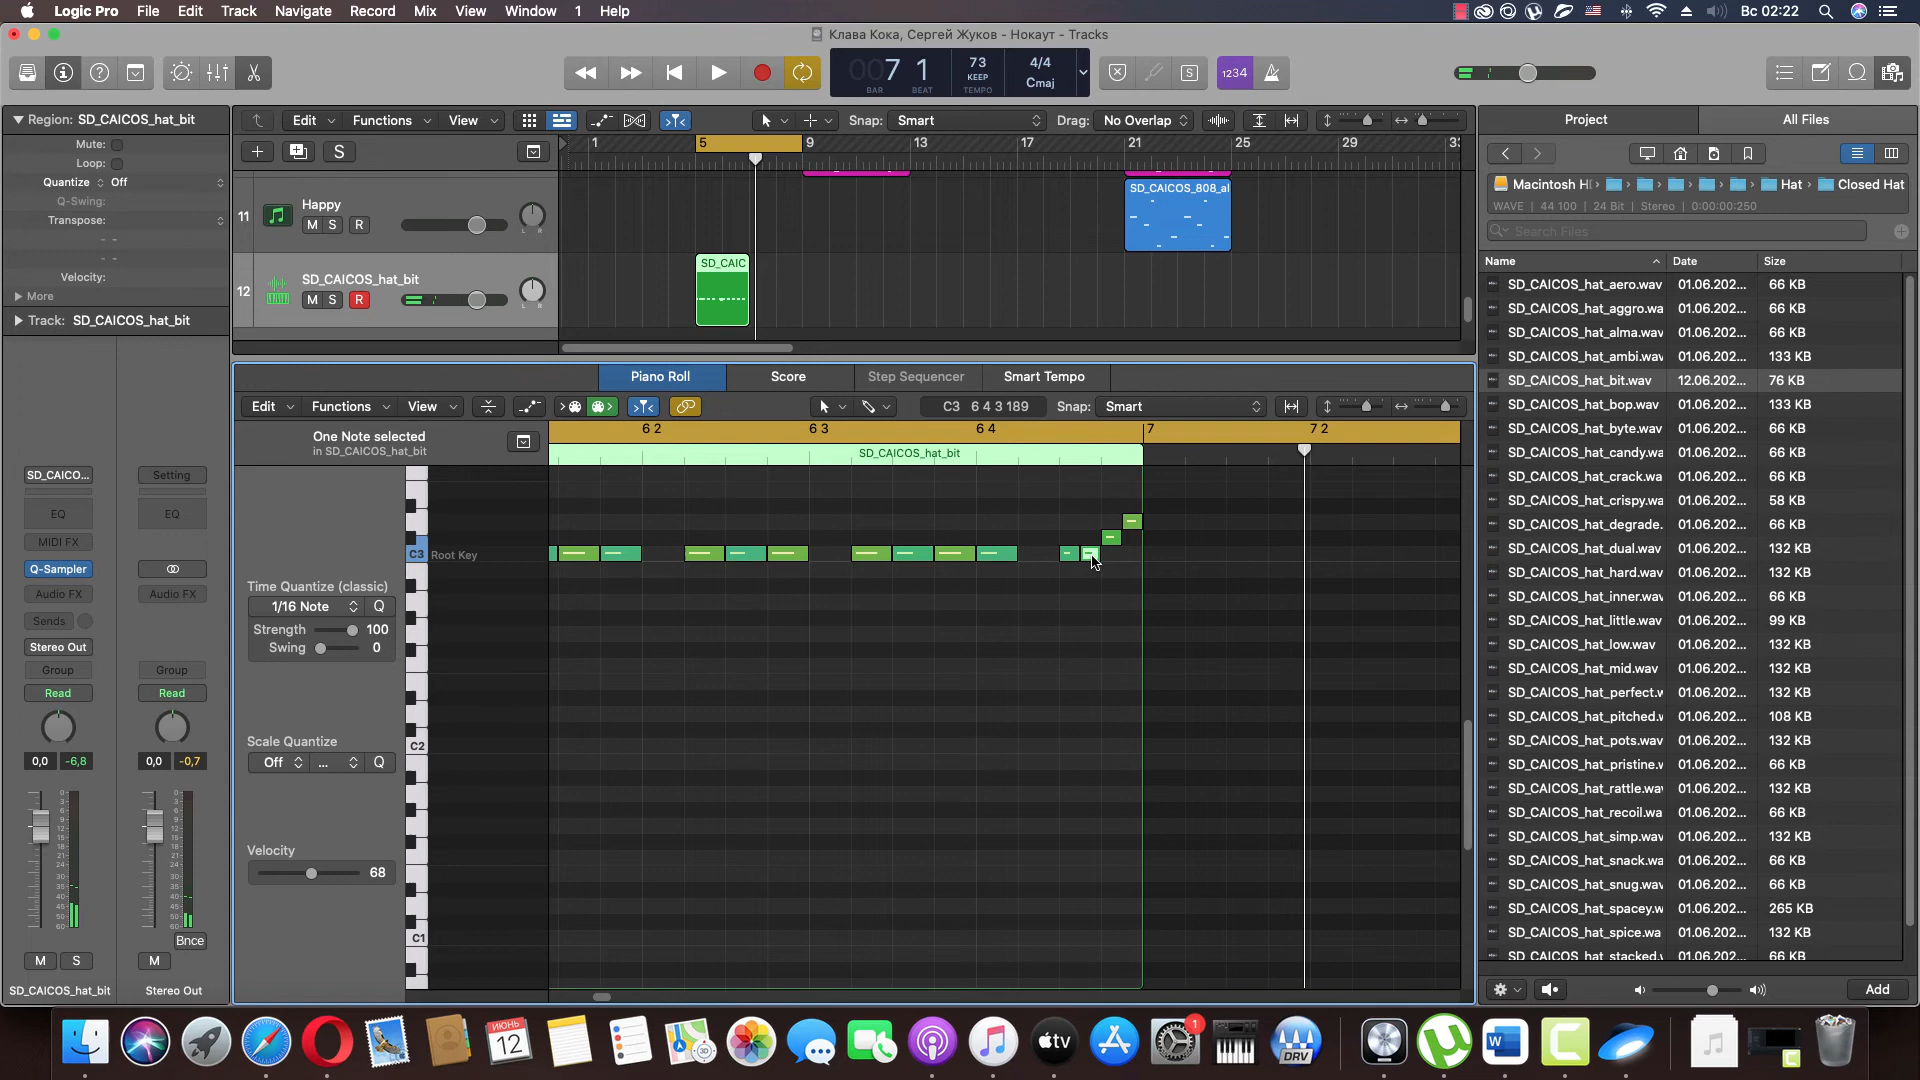 Logic Pro File Edit Track Navigate Record Mix View Window 1 Help
Вс 02:22
Клава Кока, Сергей Жуков - Нокаут - Tracks
007 1
BAR BEAT
73
KEEP
TEMPO
4/4
Cmaj
1234
Region: SD_CAICOS_hat_bit
Mute:
Loop:
Quantize Off
Q-Swing:
Transpose:
Velocity:
More
Track: SD_CAICOS_hat_bit
Edit Functions View
Snap: Smart
Drag: No Overlap
S
1 5 9 13 17 21 25 29 33
11 Happy
M S R
L R
SD_CAICOS_808_al
12 SD_CAICOS_hat_bit
M S R
L R
SD_CAIC
Piano Roll Score Step Sequencer Smart Tempo
Edit Functions View
C3 6 4 3 189
Snap: Smart
6 2 6 3 6 4 7 7 2
One Note selected
in SD_CAICOS_hat_bit
SD_CAICOS_hat_bit
C3 Root Key
C2
C1
Time Quantize (classic)
1/16 Note Q
Strength 100
Swing 0
Scale Quantize
Off ... Q
Velocity
68
SD_CAICO... Setting
EQ EQ
MIDI FX
Q-Sampler
Audio FX Audio FX
Sends
Stereo Out
Group Group
Read Read
0,0 -6,8 0,0 -0,7
Bnce
M S M
SD_CAICOS_hat_bit Stereo Out
Project All Files
Macintosh H Hat Closed Hat
WAVE | 44 100 | 24 Bit | Stereo | 0:00:00:250
Search Files
Name Date Size
SD_CAICOS_hat_aero.wav 01.06.202... 66 KB
SD_CAICOS_hat_aggro.wa 01.06.202... 66 KB
SD_CAICOS_hat_alma.wav 01.06.202... 66 KB
SD_CAICOS_hat_ambi.wav 01.06.202... 133 KB
SD_CAICOS_hat_bit.wav 12.06.202... 76 KB
SD_CAICOS_hat_bop.wav 01.06.202... 133 KB
SD_CAICOS_hat_byte.wav 01.06.202... 66 KB
SD_CAICOS_hat_candy.wa 01.06.202... 66 KB
SD_CAICOS_hat_crack.wa 01.06.202... 66 KB
SD_CAICOS_hat_crispy.wa 01.06.202... 58 KB
SD_CAICOS_hat_degrade. 01.06.202... 66 KB
SD_CAICOS_hat_dual.wav 01.06.202... 132 KB
SD_CAICOS_hat_hard.wav 01.06.202... 132 KB
SD_CAICOS_hat_inner.wav 01.06.202... 66 KB
SD_CAICOS_hat_little.wav 01.06.202... 99 KB
SD_CAICOS_hat_low.wav 01.06.202... 132 KB
SD_CAICOS_hat_mid.wav 01.06.202... 132 KB
SD_CAICOS_hat_perfect.w 01.06.202... 132 KB
SD_CAICOS_hat_pitched.w 01.06.202... 108 KB
SD_CAICOS_hat_pots.wav 01.06.202... 132 KB
SD_CAICOS_hat_pristine.v 01.06.202... 66 KB
SD_CAICOS_hat_rattle.wav 01.06.202... 132 KB
SD_CAICOS_hat_recoil.wa 01.06.202... 66 KB
SD_CAICOS_hat_simp.wav 01.06.202... 132 KB
SD_CAICOS_hat_snack.wa 01.06.202... 66 KB
SD_CAICOS_hat_snug.wav 01.06.202... 66 KB
SD_CAICOS_hat_spacey.w 01.06.202... 265 KB
SD_CAICOS_hat_spice.wa 01.06.202... 132 KB
SD_CAICOS_hat_stacked.w 01.06.202... 66 KB
Add
ИЮНЬ
12
tv
DRV
1